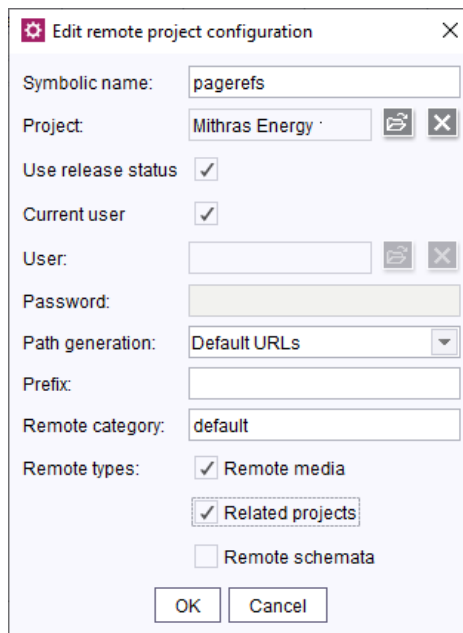 Edit remote project configuration
Symbolic name: pagerefs
Project: Mithras Energy
Use release status
Current user
User:
Password:
Path generation: Default URLs
Prefix:
Remote category: default
Remote types: Remote media
Related projects
Remote schemata
OK Cancel